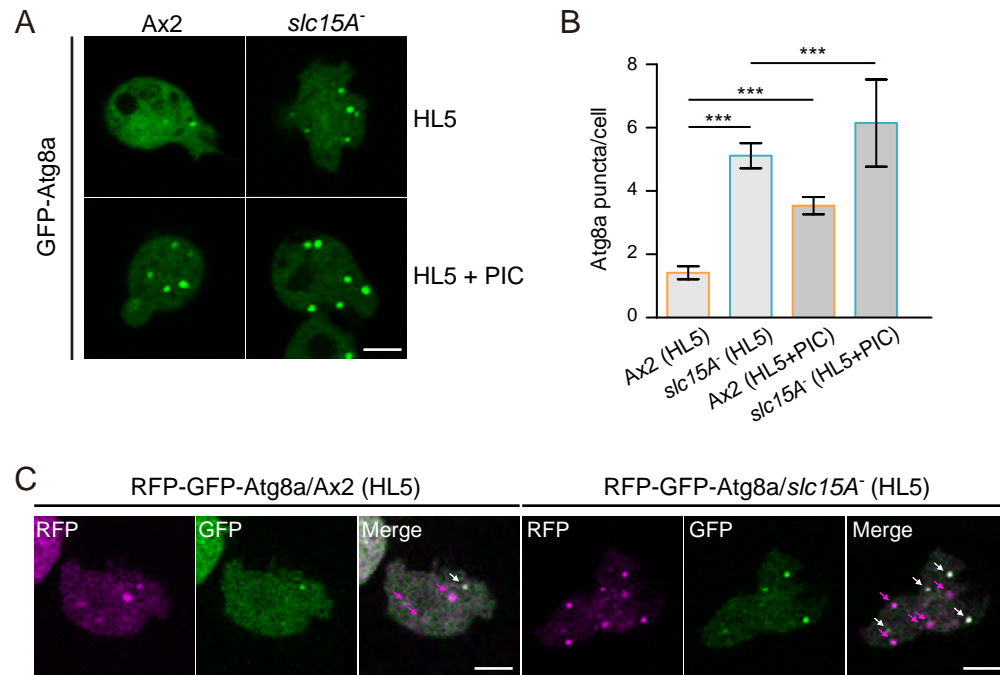 A
Ax2 slc15A-
GFP-Atg8a
HL5
HL5 + PIC
B
Atg8a puncta/cell
8
6
4
2
0
***
***
***
Ax2 (HL5)
slc15A- (HL5)
Ax2 (HL5+PIC)
slc15A- (HL5+PIC)
C
RFP-GFP-Atg8a/Ax2 (HL5) RFP-GFP-Atg8a/slc15A- (HL5)
RFP GFP Merge RFP GFP Merge